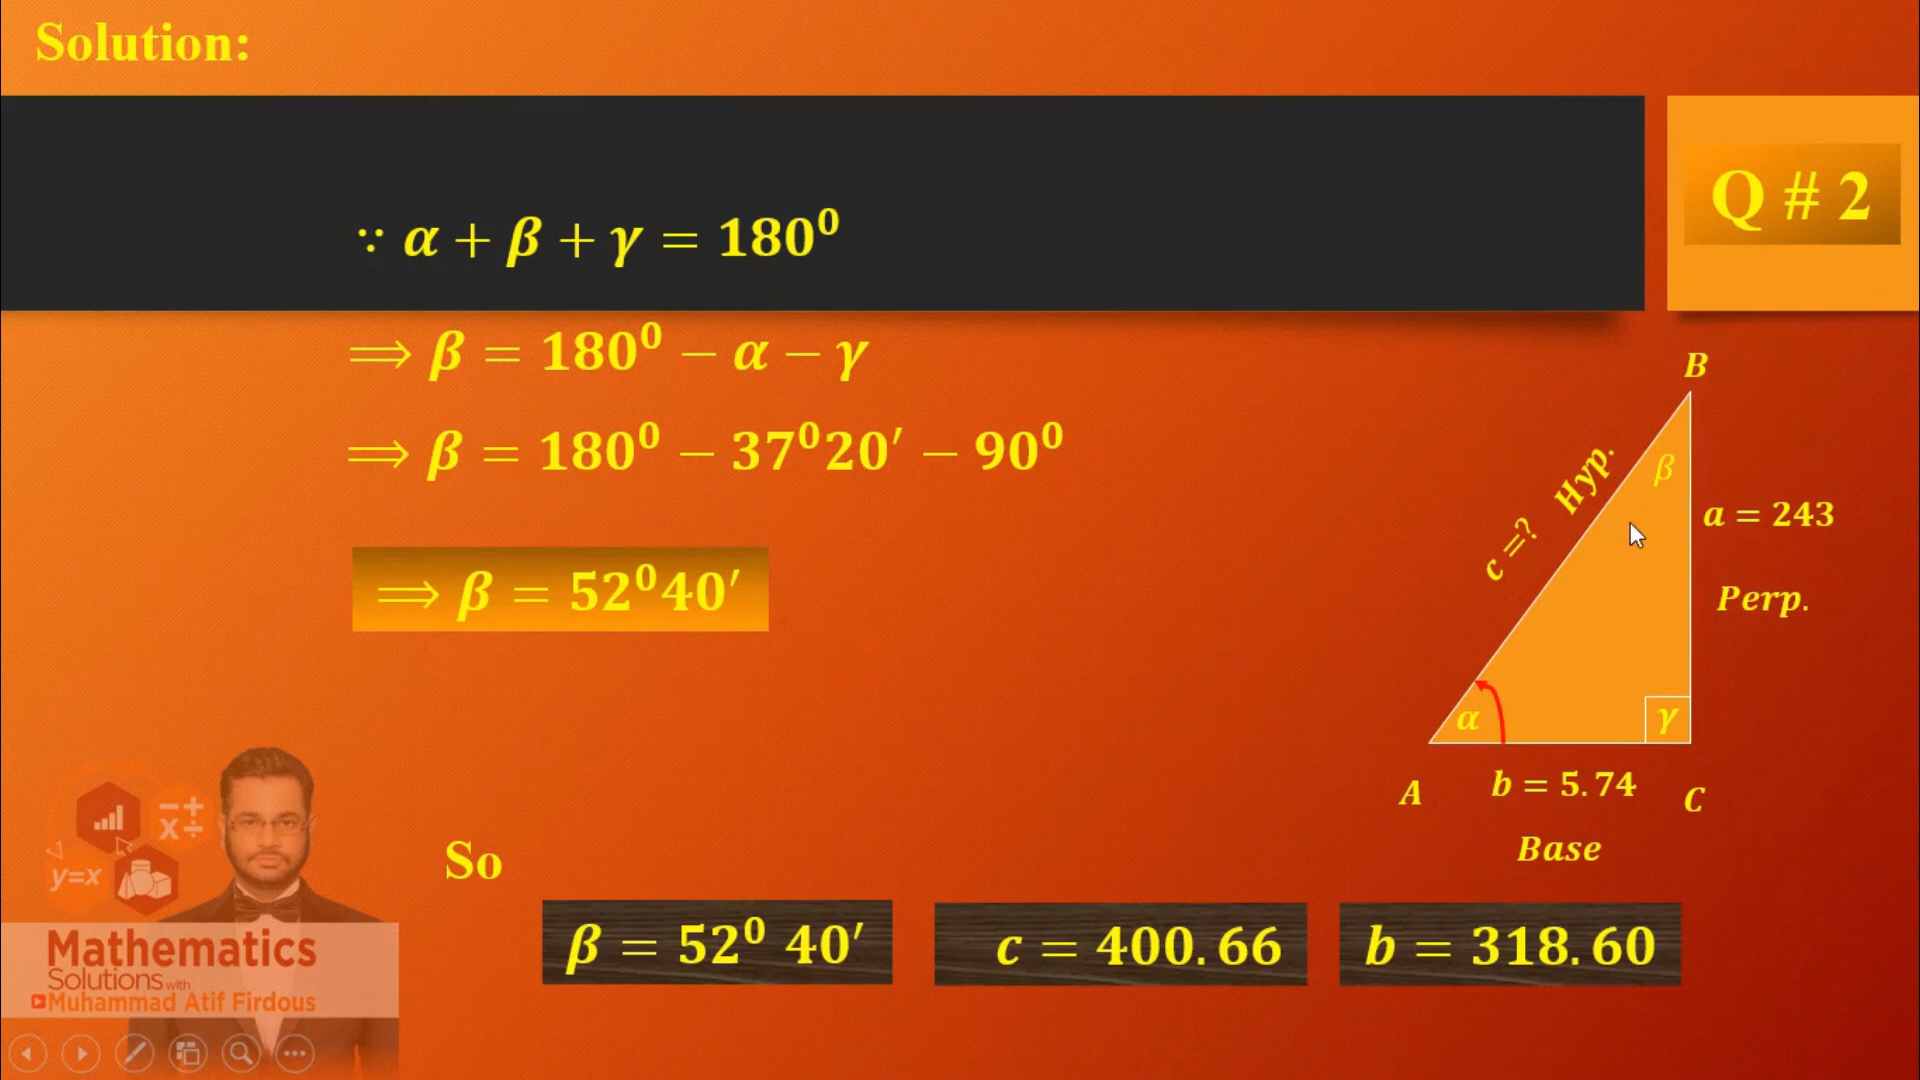 Solution:
Q # 2
∵ α + β + γ = 180⁰
⟹ β = 180⁰ − α − γ
⟹ β = 180⁰ − 37⁰20′ − 90⁰
⟹ β = 52⁰40′
B
β
c =? Hyp.
a = 243
Perp.
α
γ
A
b = 5.74
C
Base
So
β = 52⁰ 40′
c = 400.66
b = 318.60
y=x
Mathematics
Solutions with
Muhammad Atif Firdous